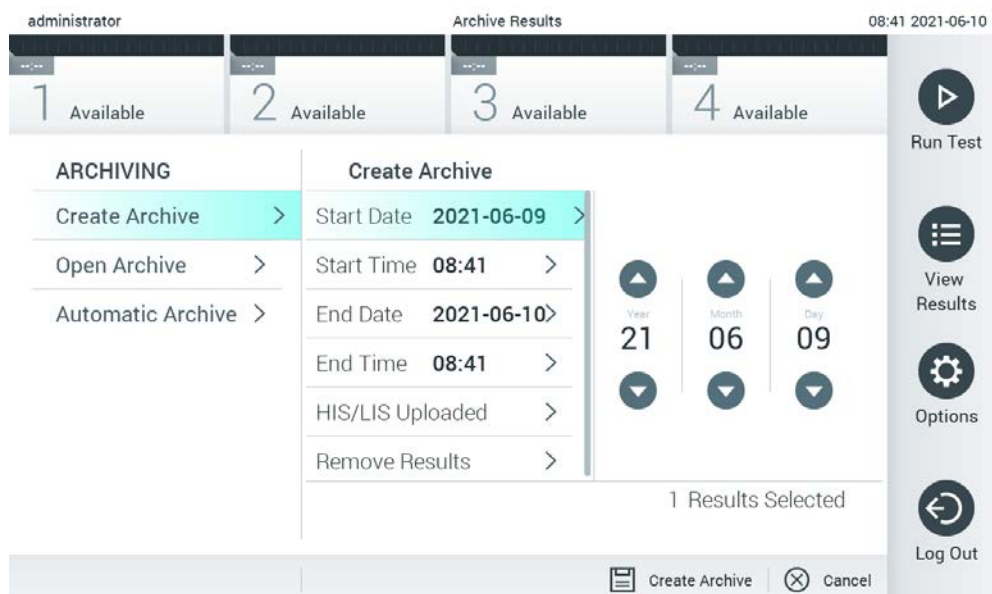 administrator Archive Results 08:41 2021-06-10
--:-- --:-- --:-- --:--
1 Available 2 Available 3 Available 4 Available
Run Test
ARCHIVING
Create Archive
Open Archive
Automatic Archive
Create Archive
Start Date 2021-06-09
Start Time 08:41
End Date 2021-06-10
End Time 08:41
HIS/LIS Uploaded
Remove Results
Year Month Day
21 06 09
1 Results Selected
View
Results
Options
Log Out
Create Archive Cancel